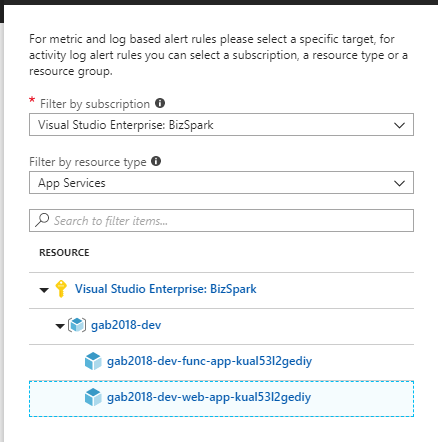 For metric and log based alert rules please select a specific target, for
activity log alert rules you can select a subscription, a resource type or a
resource group.
* Filter by subscription
Visual Studio Enterprise: BizSpark
Filter by resource type
App Services
Search to filter items...
RESOURCE
Visual Studio Enterprise: BizSpark
gab2018-dev
gab2018-dev-func-app-kual53l2gediy
gab2018-dev-web-app-kual53l2gediy